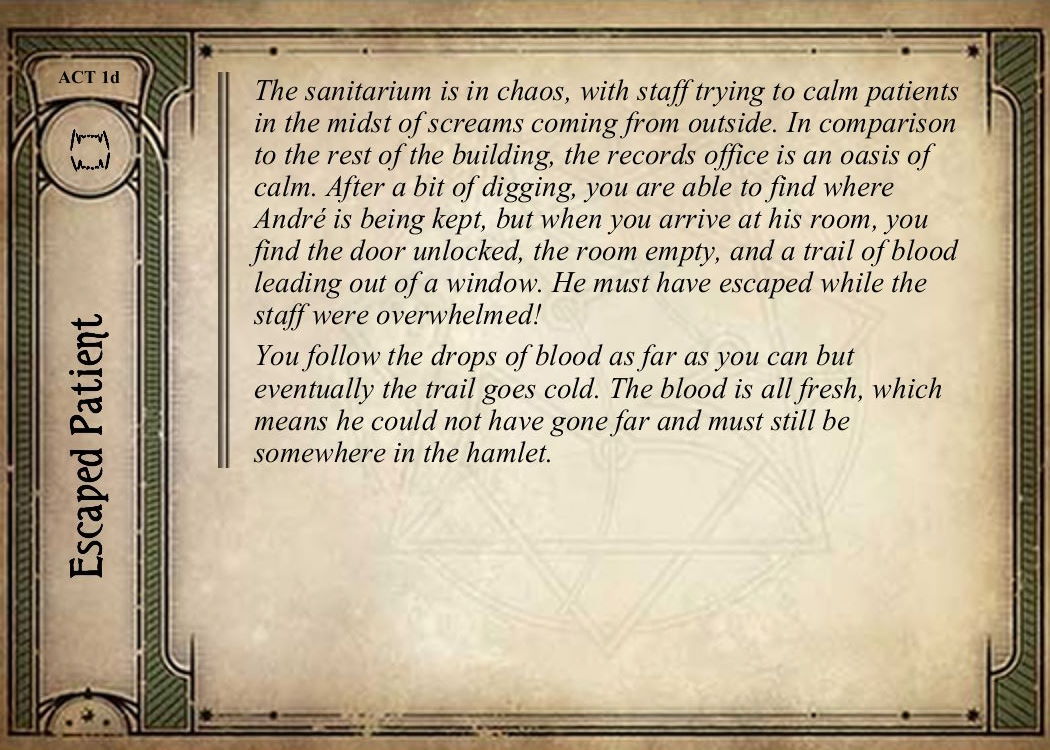 ACT 1d
Escaped Patient
The sanitarium is in chaos, with staff trying to calm patients
in the midst of screams coming from outside. In comparison
to the rest of the building, the records office is an oasis of
calm. After a bit of digging, you are able to find where
André is being kept, but when you arrive at his room, you
find the door unlocked, the room empty, and a trail of blood
leading out of a window. He must have escaped while the
staff were overwhelmed!
You follow the drops of blood as far as you can but
eventually the trail goes cold. The blood is all fresh, which
means he could not have gone far and must still be
somewhere in the hamlet.